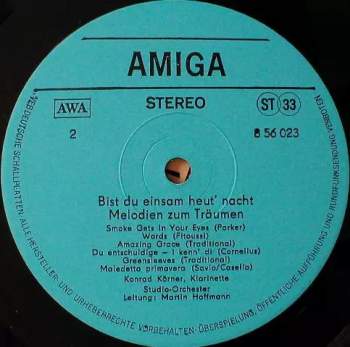 AMIGA
AWA
STEREO
ST 33
2
8 56 023
Bist du einsam heut' nacht
Melodien zum Träumen
Smoke Gets In Your Eyes (Parker)
Words (Fitoussi)
Amazing Grace (Traditional)
Du entschuldige – i kenn' di (Cornelius)
Greensleeves (Traditional)
Maledetta primavera (Savio/Casella)
Konrad Körner, Klarinette
Studio-Orchester
Leitung: Martin Hoffmann
VEB DEUTSCHE SCHALLPLATTEN · ALLE HERSTELLER- UND URHEBERRECHTE VORBEHALTEN · ÜBERSPIELUNG, ÖFFENTLICHE AUFFÜHRUNG UND RUNDFUNKSENDUNG VERBOTEN